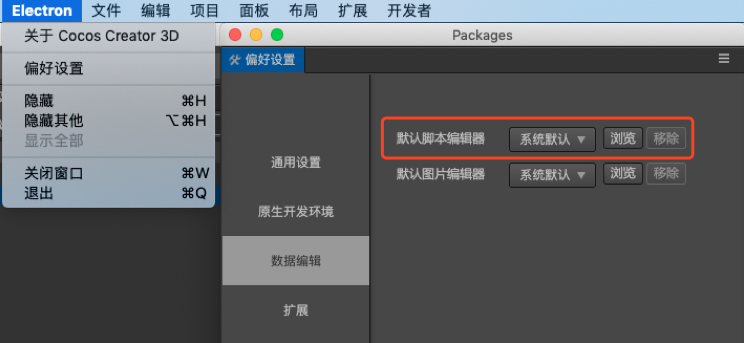 Electron 文件 编辑 项目 面板 布局 扩展 开发者
关于 Cocos Creator 3D
偏好设置
隐藏 ⌘H
隐藏其他 ⌥⌘H
显示全部
关闭窗口 ⌘W
退出 ⌘Q
Packages
偏好设置
通用设置
原生开发环境
数据编辑
扩展
默认脚本编辑器 系统默认 浏览 移除
默认图片编辑器 系统默认 浏览 移除